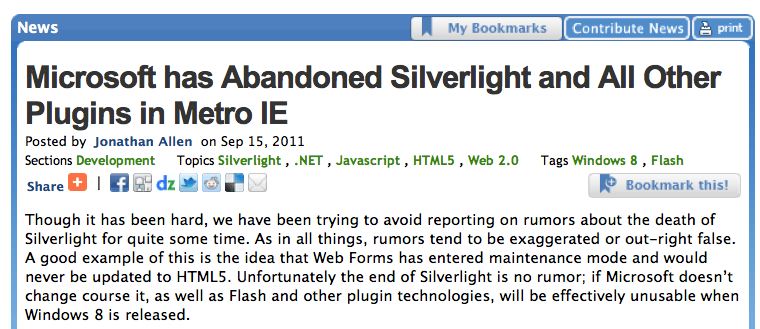 News My Bookmarks Contribute News print
Microsoft has Abandoned Silverlight and All Other
Plugins in Metro IE
Posted by Jonathan Allen on Sep 15, 2011
Sections Development Topics Silverlight , .NET , Javascript , HTML5 , Web 2.0 Tags Windows 8 , Flash
Share + | f dz Bookmark this!
Though it has been hard, we have been trying to avoid reporting on rumors about the death of
Silverlight for quite some time. As in all things, rumors tend to be exaggerated or out-right false.
A good example of this is the idea that Web Forms has entered maintenance mode and would
never be updated to HTML5. Unfortunately the end of Silverlight is no rumor; if Microsoft doesn't
change course it, as well as Flash and other plugin technologies, will be effectively unusable when
Windows 8 is released.